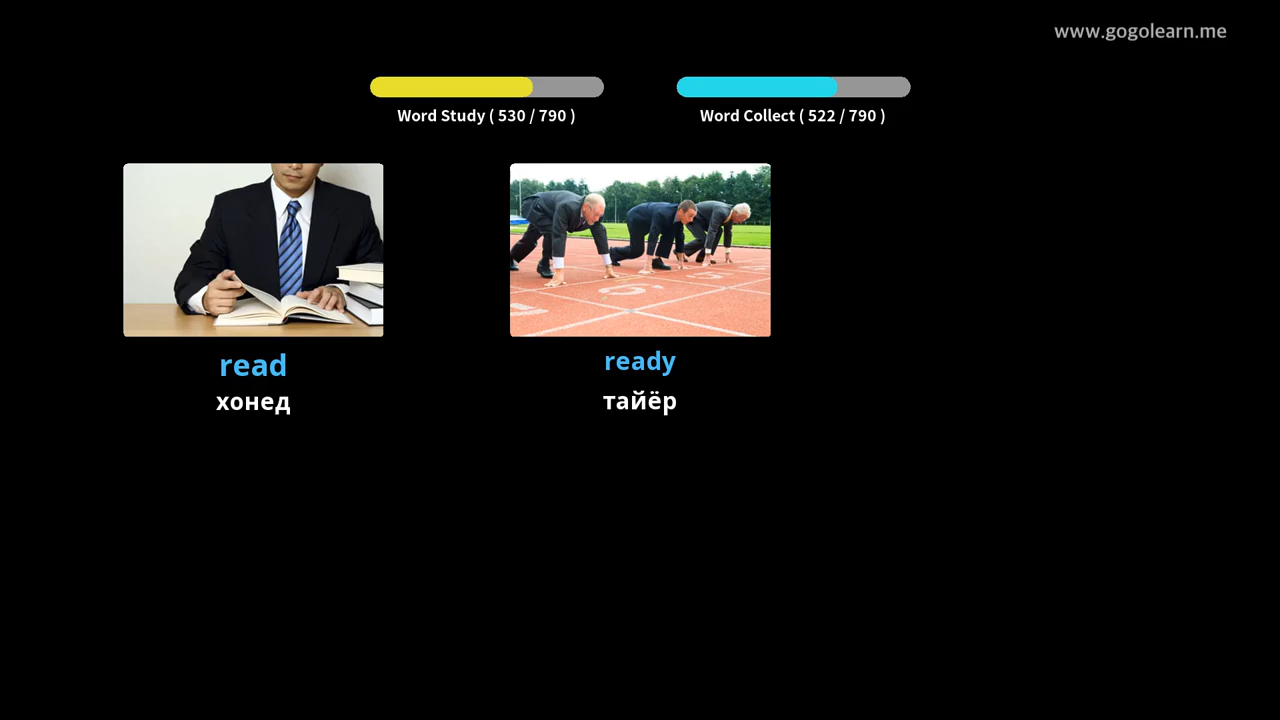 www.gogolearn.me
Word Study ( 530 / 790 )
Word Collect ( 522 / 790 )
read
хонед
ready
тайёр